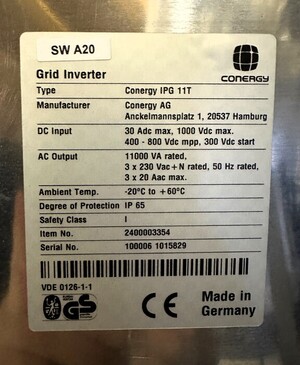 SW A20
CONERGY
Grid Inverter
Type Conergy IPG 11T
Manufacturer Conergy AG
Anckelmannsplatz 1, 20537 Hamburg
DC Input 30 Adc max, 1000 Vdc max.
400 - 800 Vdc mpp, 300 Vdc start
AC Output 11000 VA rated,
3 x 230 Vac + N rated, 50 Hz rated,
3 x 20 Aac max.
Ambient Temp. -20°C to +60°C
Degree of Protection IP 65
Safety Class I
Item No. 2400003354
Serial No. 100006 1015829
VDE 0126-1-1
GS
CE
Made in
Germany